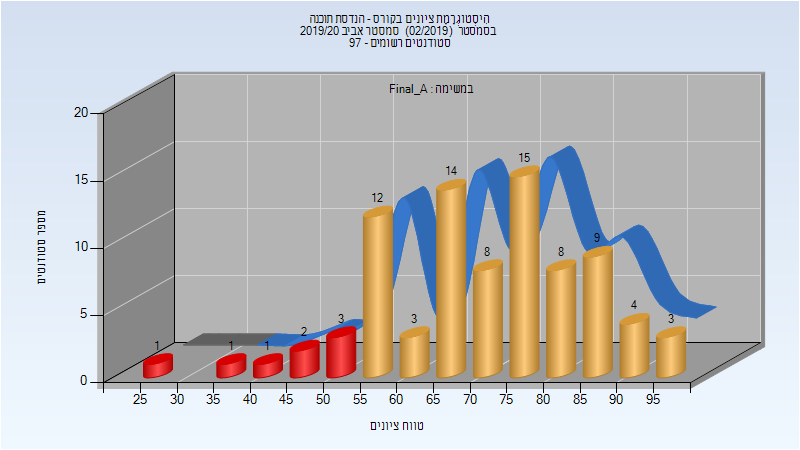 היסטוגרמת ציונים בקורס - הנדסת תוכנה
בסמסטר (02/2019) סמסטר אביב 2019/20
סטודנטים רשומים - 97
במשימה : Final_A
מספר סטודנטים
20
15
10
5
0
1
1
1
2
3
12
3
14
8
15
8
9
4
3
25 30 35 40 45 50 55 60 65 70 75 80 85 90 95
טווח ציונים